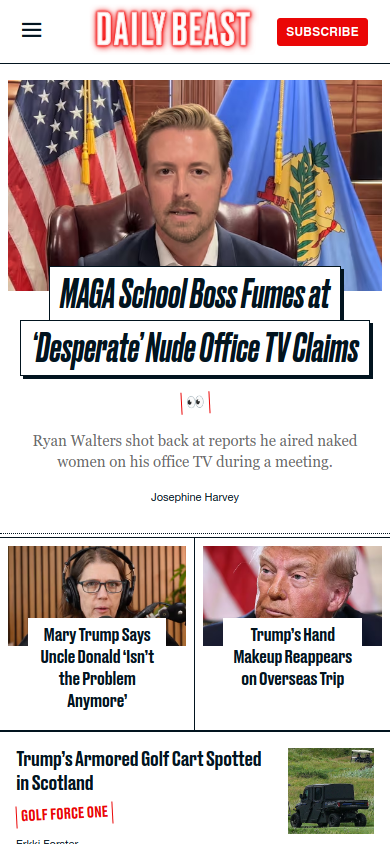 DAILY BEAST
SUBSCRIBE
MAGA School Boss Fumes at
‘Desperate’ Nude Office TV Claims
Ryan Walters shot back at reports he aired naked
women on his office TV during a meeting.
Josephine Harvey
Mary Trump Says
Uncle Donald ‘Isn’t
the Problem
Anymore’
Trump’s Hand
Makeup Reappears
on Overseas Trip
Trump’s Armored Golf Cart Spotted
in Scotland
GOLF FORCE ONE
Erkki Forster